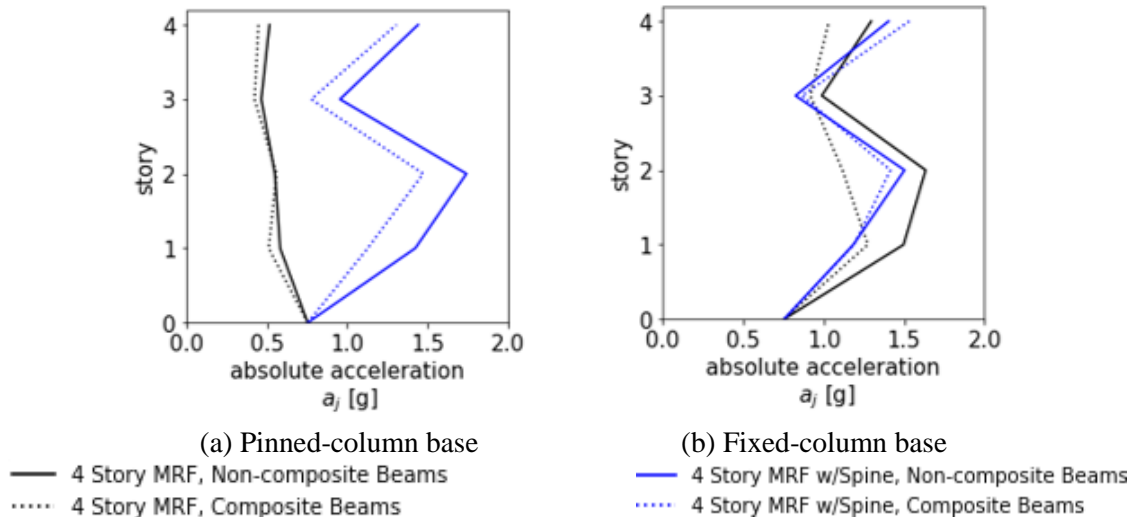 4
3
2
1
0
story
0.0 0.5 1.0 1.5 2.0
absolute acceleration
a_j [g]
(a) Pinned-column base
4
3
2
1
0
story
0.0 0.5 1.0 1.5 2.0
absolute acceleration
a_j [g]
(b) Fixed-column base
4 Story MRF, Non-composite Beams
4 Story MRF, Composite Beams
4 Story MRF w/Spine, Non-composite Beams
4 Story MRF w/Spine, Composite Beams